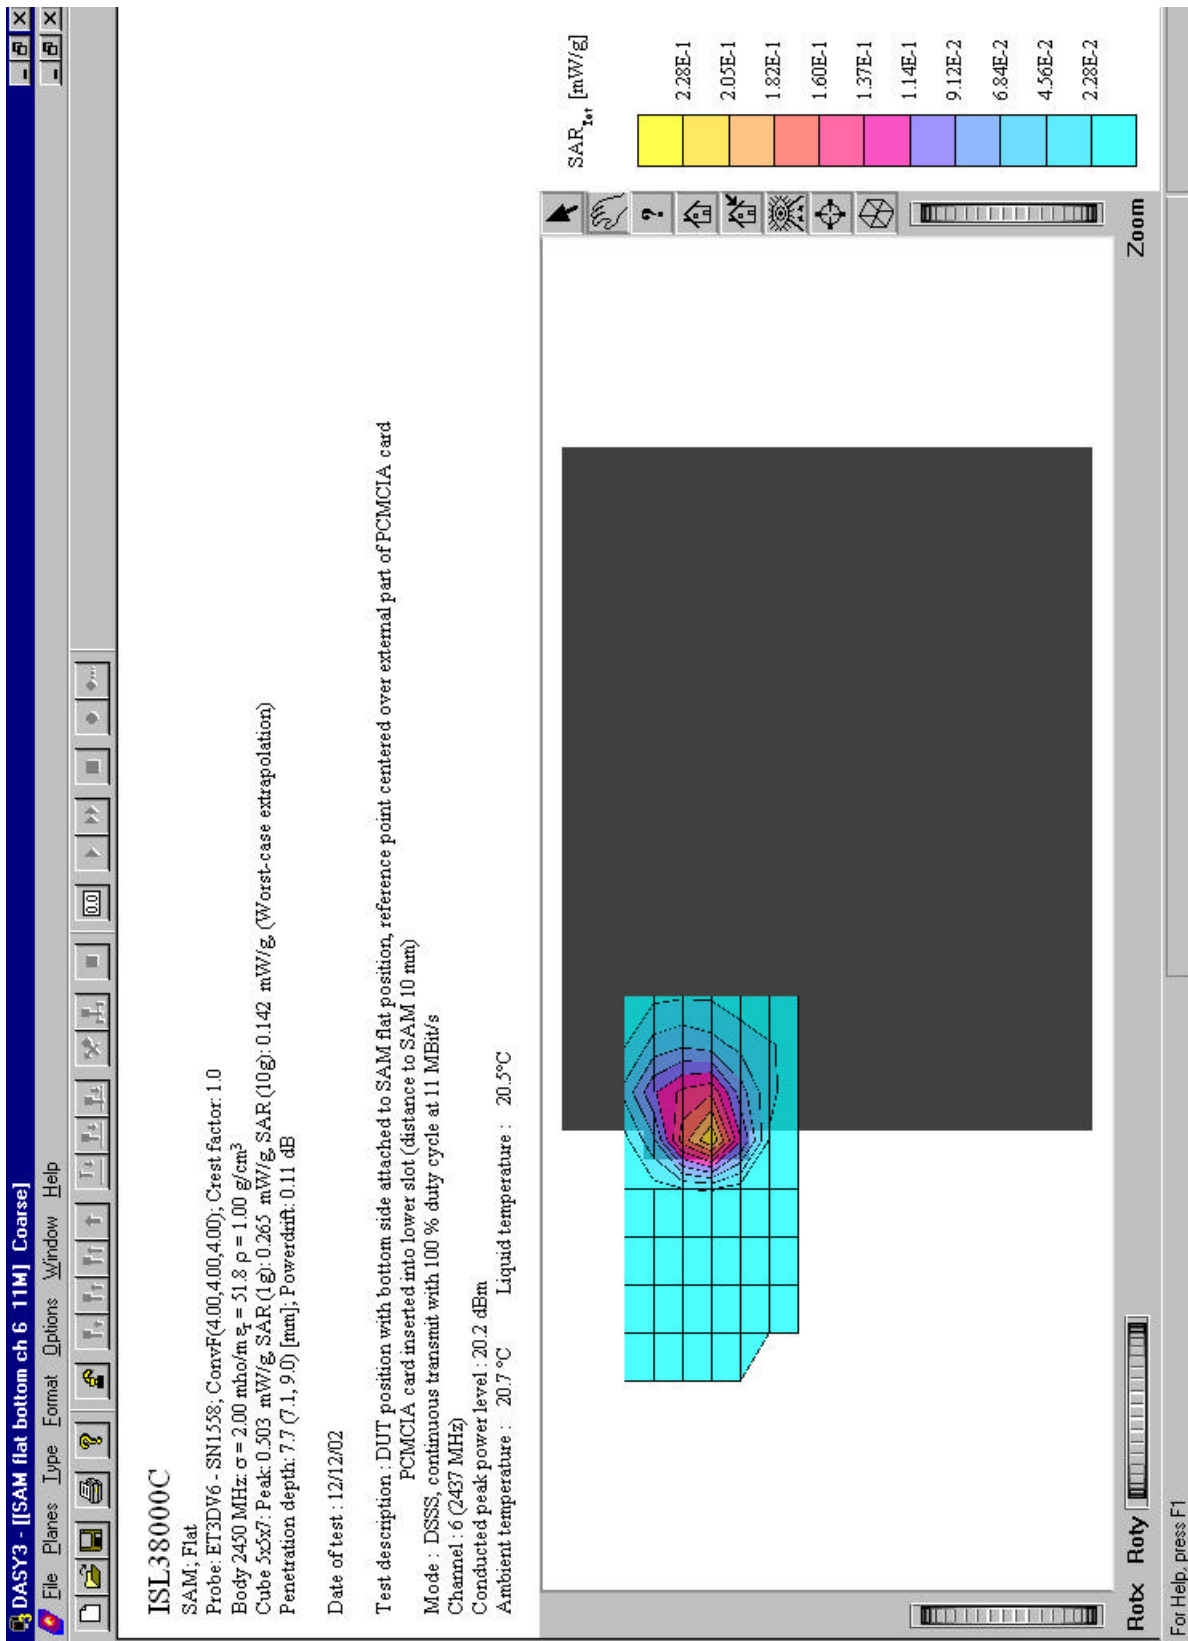 DASY3 - [[SAM flat bottom ch 6 11M] Coarse]
File Planes Type Format Options Window Help
0.0
ISL38000C
SAM; Flat
Probe: ET3DV6 - SN1558; ConvF(4.00,4.00,4.00); Crest factor: 1.0
Body 2450 MHz: σ = 2.00 mho/m εr = 51.8 ρ = 1.00 g/cm³
Cube 5x5x7: Peak: 0.503 mW/g, SAR (1g): 0.265 mW/g, SAR (10g): 0.142 mW/g, (Worst-case extrapolation)
Penetration depth: 7.7 (7.1, 9.0) [mm]; Powerdrift: 0.11 dB
Date of test : 12/12/02
Test description : DUT position with bottom side attached to SAM flat position, reference point centered over external part of PCMCIA card
PCMCIA card inserted into lower slot (distance to SAM 10 mm)
Mode : DSSS, continuous transmit with 100 % duty cycle at 11 MBit/s
Channel : 6 (2437 MHz)
Conducted peak power level : 20.2 dBm
Ambient temperature : 20.7 °C Liquid temperature : 20.5°C
SARTot [mW/g]
2.28E-1
2.05E-1
1.82E-1
1.60E-1
1.37E-1
1.14E-1
9.12E-2
6.84E-2
4.56E-2
2.28E-2
Rotx Roty Zoom
For Help, press F1